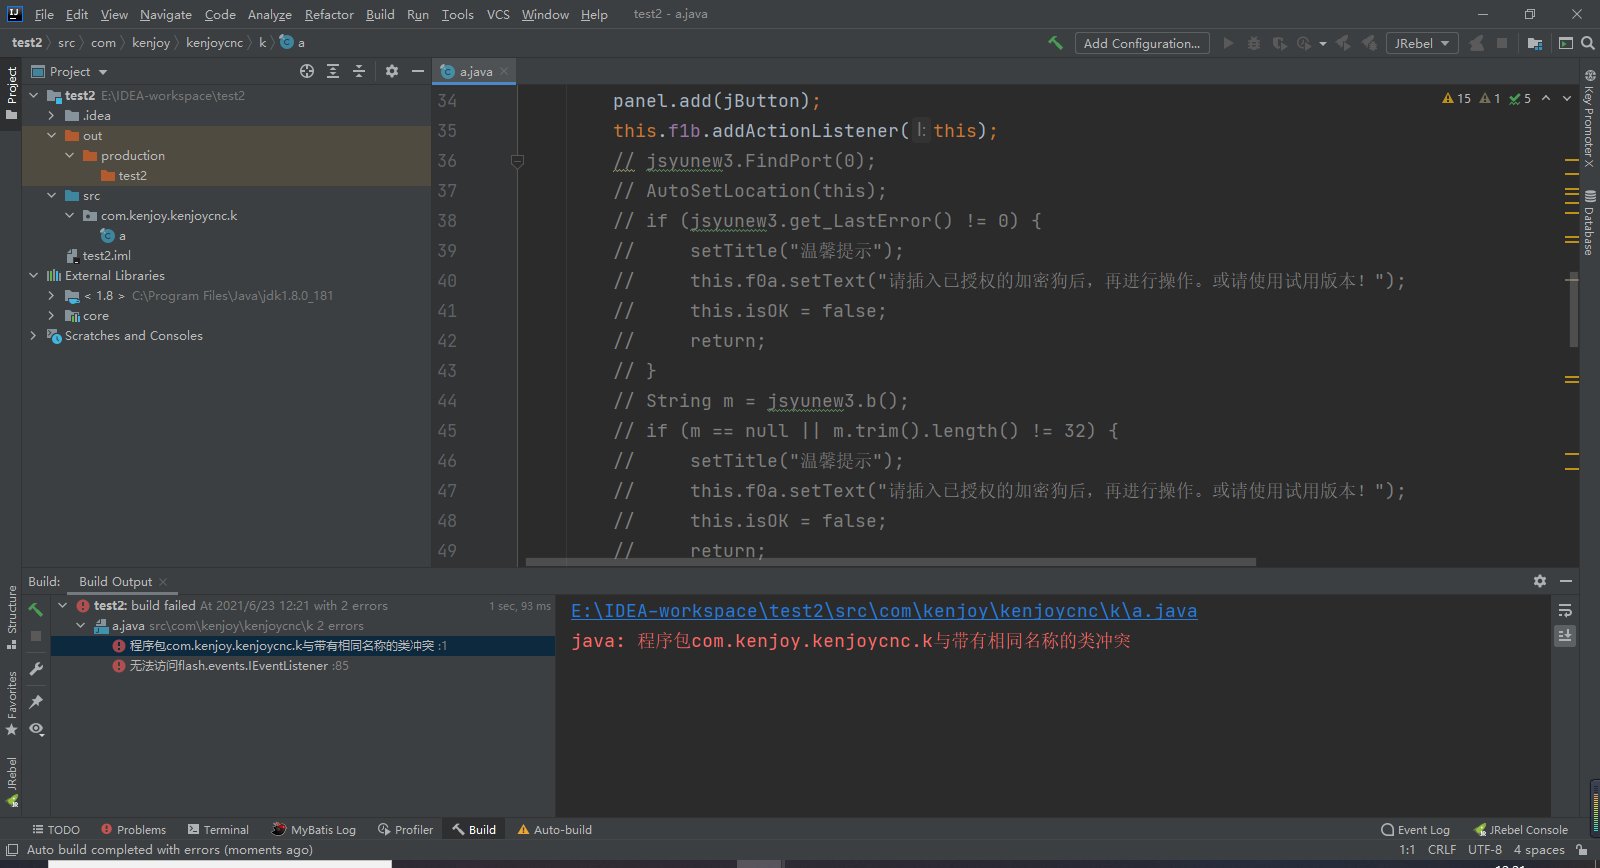 File Edit View Navigate Code Analyze Refactor Build Run Tools VCS Window Help test2 - a.java
test2 src com kenjoy kenjoycnc k a
Add Configuration... JRebel
Project
a.java
test2 E:\IDEA-workspace\test2
.idea
out
production
test2
src
com.kenjoy.kenjoycnc.k
a
test2.iml
External Libraries
< 1.8 > C:\Program Files\Java\jdk1.8.0_181
core
Scratches and Consoles
15 1 5
34 panel.add(jButton);
35 this.f1b.addActionListener( l: this);
36 // jsyunew3.FindPort(0);
37 // AutoSetLocation(this);
38 // if (jsyunew3.get_LastError() != 0) {
39 //     setTitle("温馨提示");
40 //     this.f0a.setText("请插入已授权的加密狗后，再进行操作。或请使用试用版本！");
41 //     this.isOK = false;
42 //     return;
43 // }
44 // String m = jsyunew3.b();
45 // if (m == null || m.trim().length() != 32) {
46 //     setTitle("温馨提示");
47 //     this.f0a.setText("请插入已授权的加密狗后，再进行操作。或请使用试用版本！");
48 //     this.isOK = false;
49 //     return;
Project
Structure
Favorites
JRebel
Key Promoter X
Database
Build: Build Output
test2: build failed At 2021/6/23 12:21 with 2 errors 1 sec, 93 ms
a.java src\com\kenjoy\kenjoycnc\k 2 errors
程序包com.kenjoy.kenjoycnc.k与带有相同名称的类冲突 :1
无法访问flash.events.IEventListener :85
E:\IDEA-workspace\test2\src\com\kenjoy\kenjoycnc\k\a.java
java: 程序包com.kenjoy.kenjoycnc.k与带有相同名称的类冲突
TODO Problems Terminal MyBatis Log Profiler Build Auto-build Event Log JRebel Console
Auto build completed with errors (moments ago) 1:1 CRLF UTF-8 4 spaces